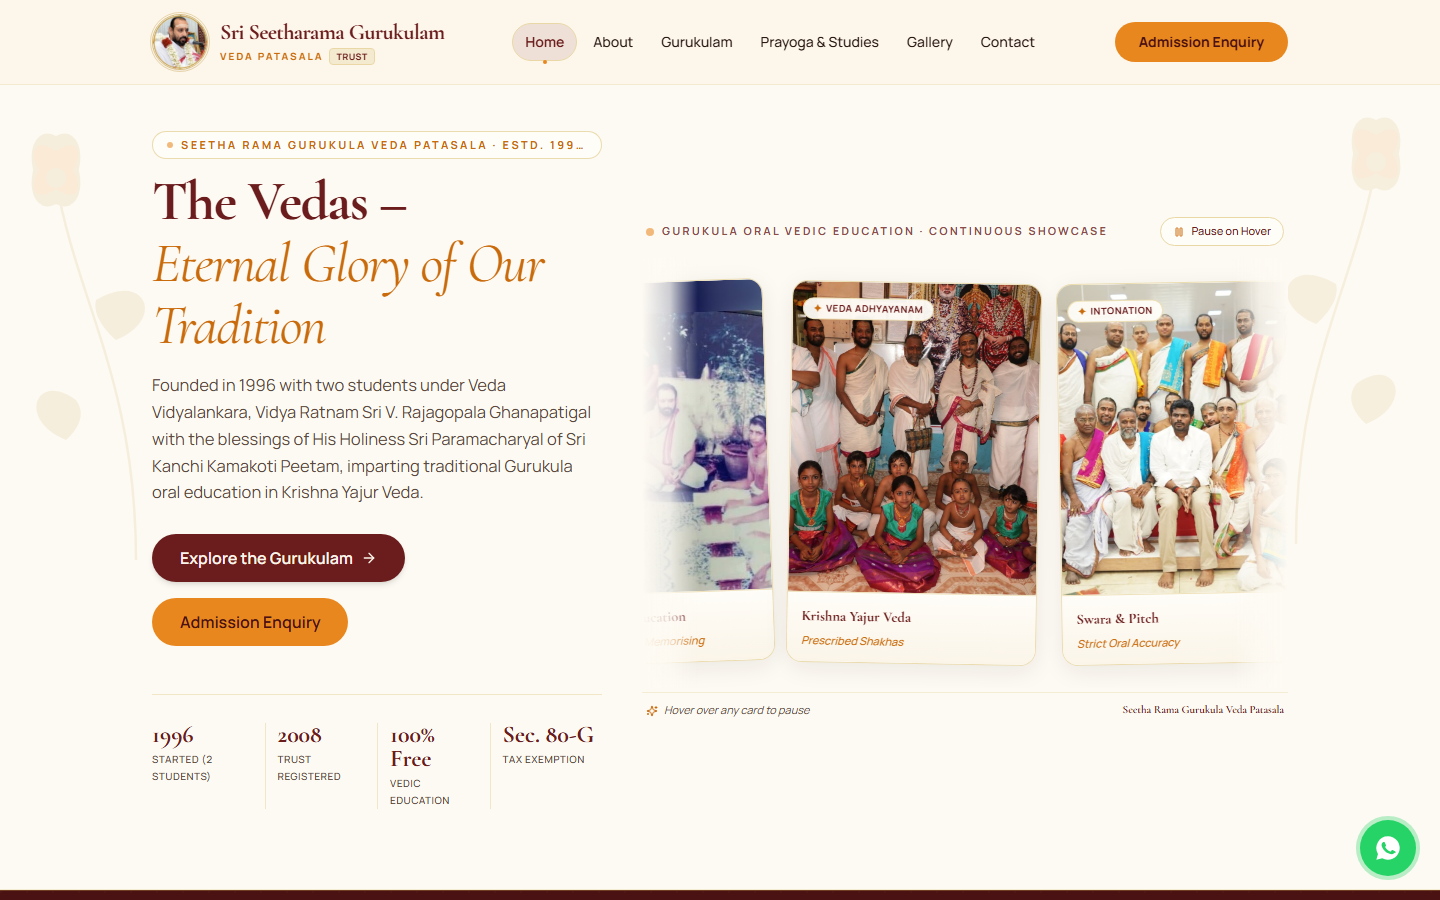 Sri Seetharama Gurukulam
VEDA PATASALA TRUST
Home About Gurukulam Prayoga & Studies Gallery Contact
Admission Enquiry
SEETHA RAMA GURUKULA VEDA PATASALA · ESTD. 199…
The Vedas –
Eternal Glory of Our
Tradition
Founded in 1996 with two students under Veda
Vidyalankara, Vidya Ratnam Sri V. Rajagopala Ghanapatigal
with the blessings of His Holiness Sri Paramacharyal of Sri
Kanchi Kamakoti Peetam, imparting traditional Gurukula
oral education in Krishna Yajur Veda.
Explore the Gurukulam →
Admission Enquiry
1996
STARTED (2
STUDENTS)
2008
TRUST
REGISTERED
100%
Free
VEDIC
EDUCATION
Sec. 80-G
TAX EXEMPTION
GURUKULA ORAL VEDIC EDUCATION · CONTINUOUS SHOWCASE
Pause on Hover
VEDA ADHYAYANAM
Krishna Yajur Veda
Prescribed Shakhas
INTONATION
Swara & Pitch
Strict Oral Accuracy
Hover over any card to pause
Seetha Rama Gurukula Veda Patasala